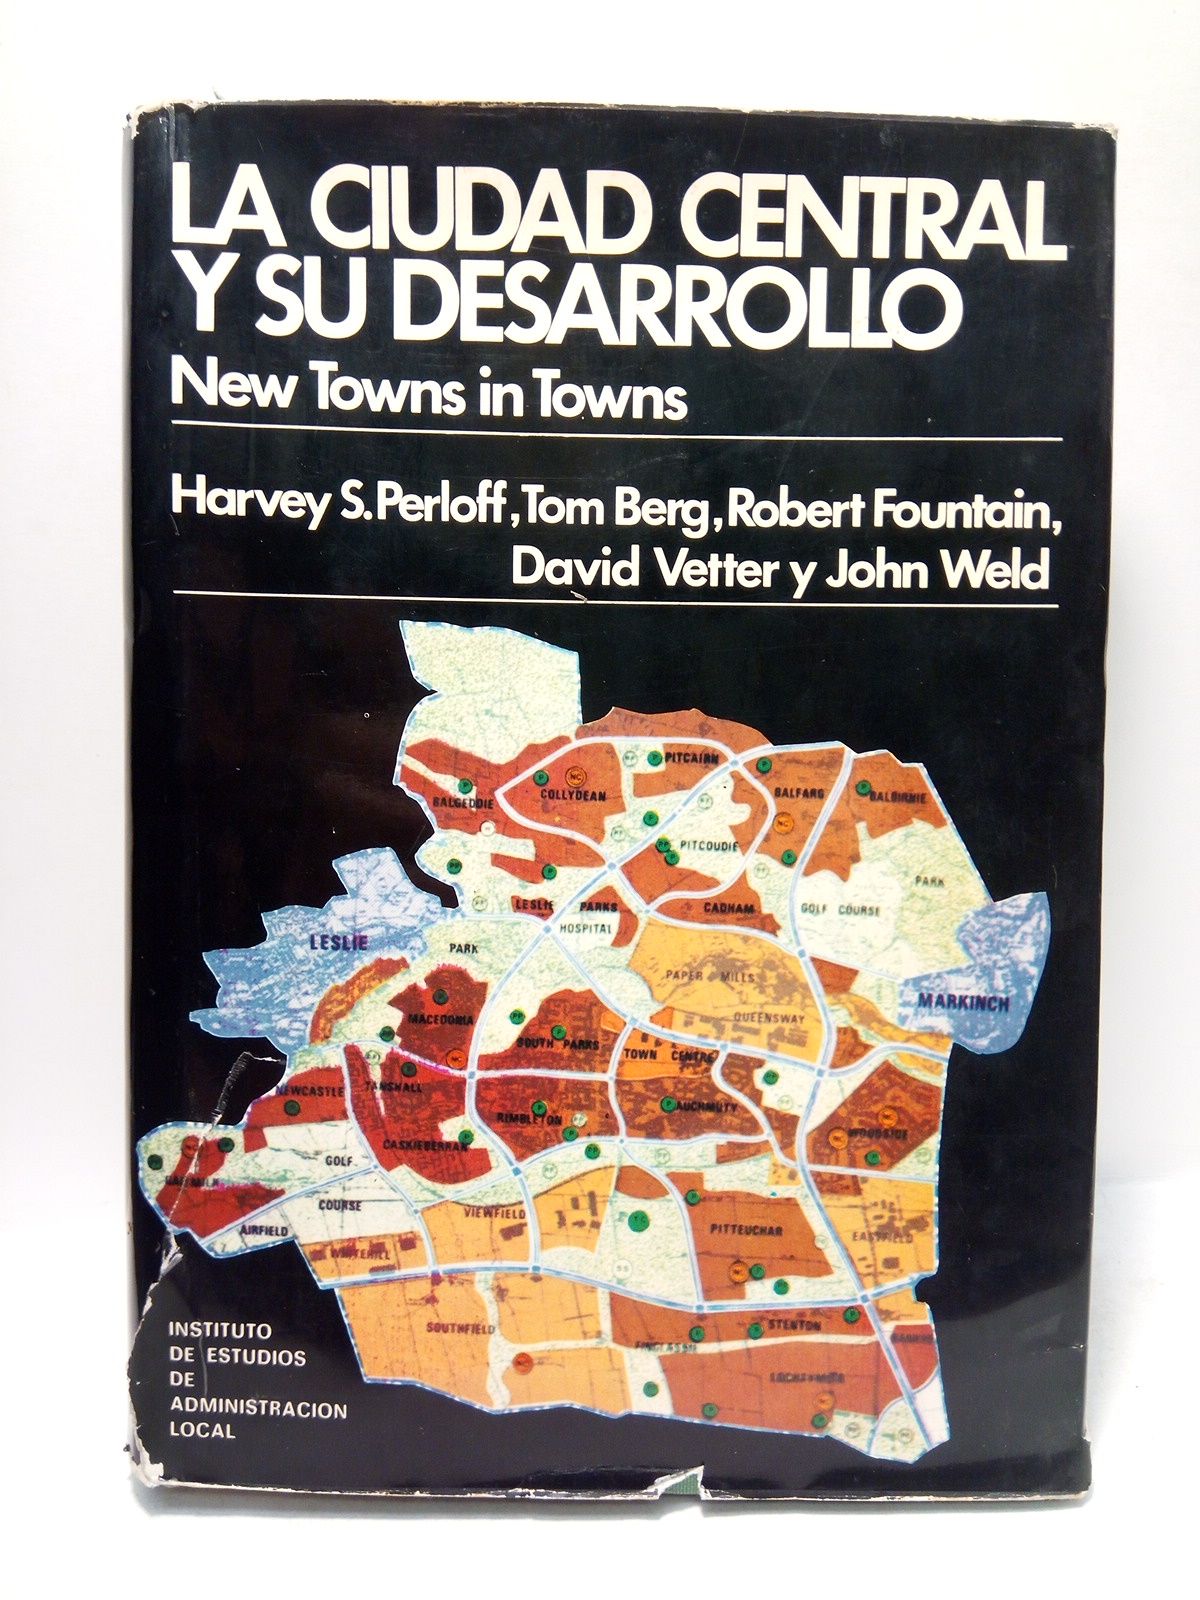 LA CIUDAD CENTRAL
Y SU DESARROLLO
New Towns in Towns
Harvey S. Perloff, Tom Berg, Robert Fountain,
David Vetter y John Weld
PITCAIRN
BALGEDDIE
COLLYDEAN
BALFARG
BALBIRNIE
PITCOUDIE
PARK
LESLIE PARKS
CADHAM
GOLF COURSE
HOSPITAL
LESLIE
PARK
PAPER MILLS
MARKINCH
MACEDONIA
QUEENSWAY
SOUTH PARKS
TOWN CENTRE
NEWCASTLE
TANSHALL
RIMBLETON
AUCHMUTY
WOODSIDE
CASKIEBERRAN
GOLF
COURSE
AIRFIELD
VIEWFIELD
PITTEUCHAR
EASTFIELD
WHITEHILL
SOUTHFIELD
STENTON
FINGLASSIE
INSTITUTO
DE ESTUDIOS
DE
ADMINISTRACION
LOCAL